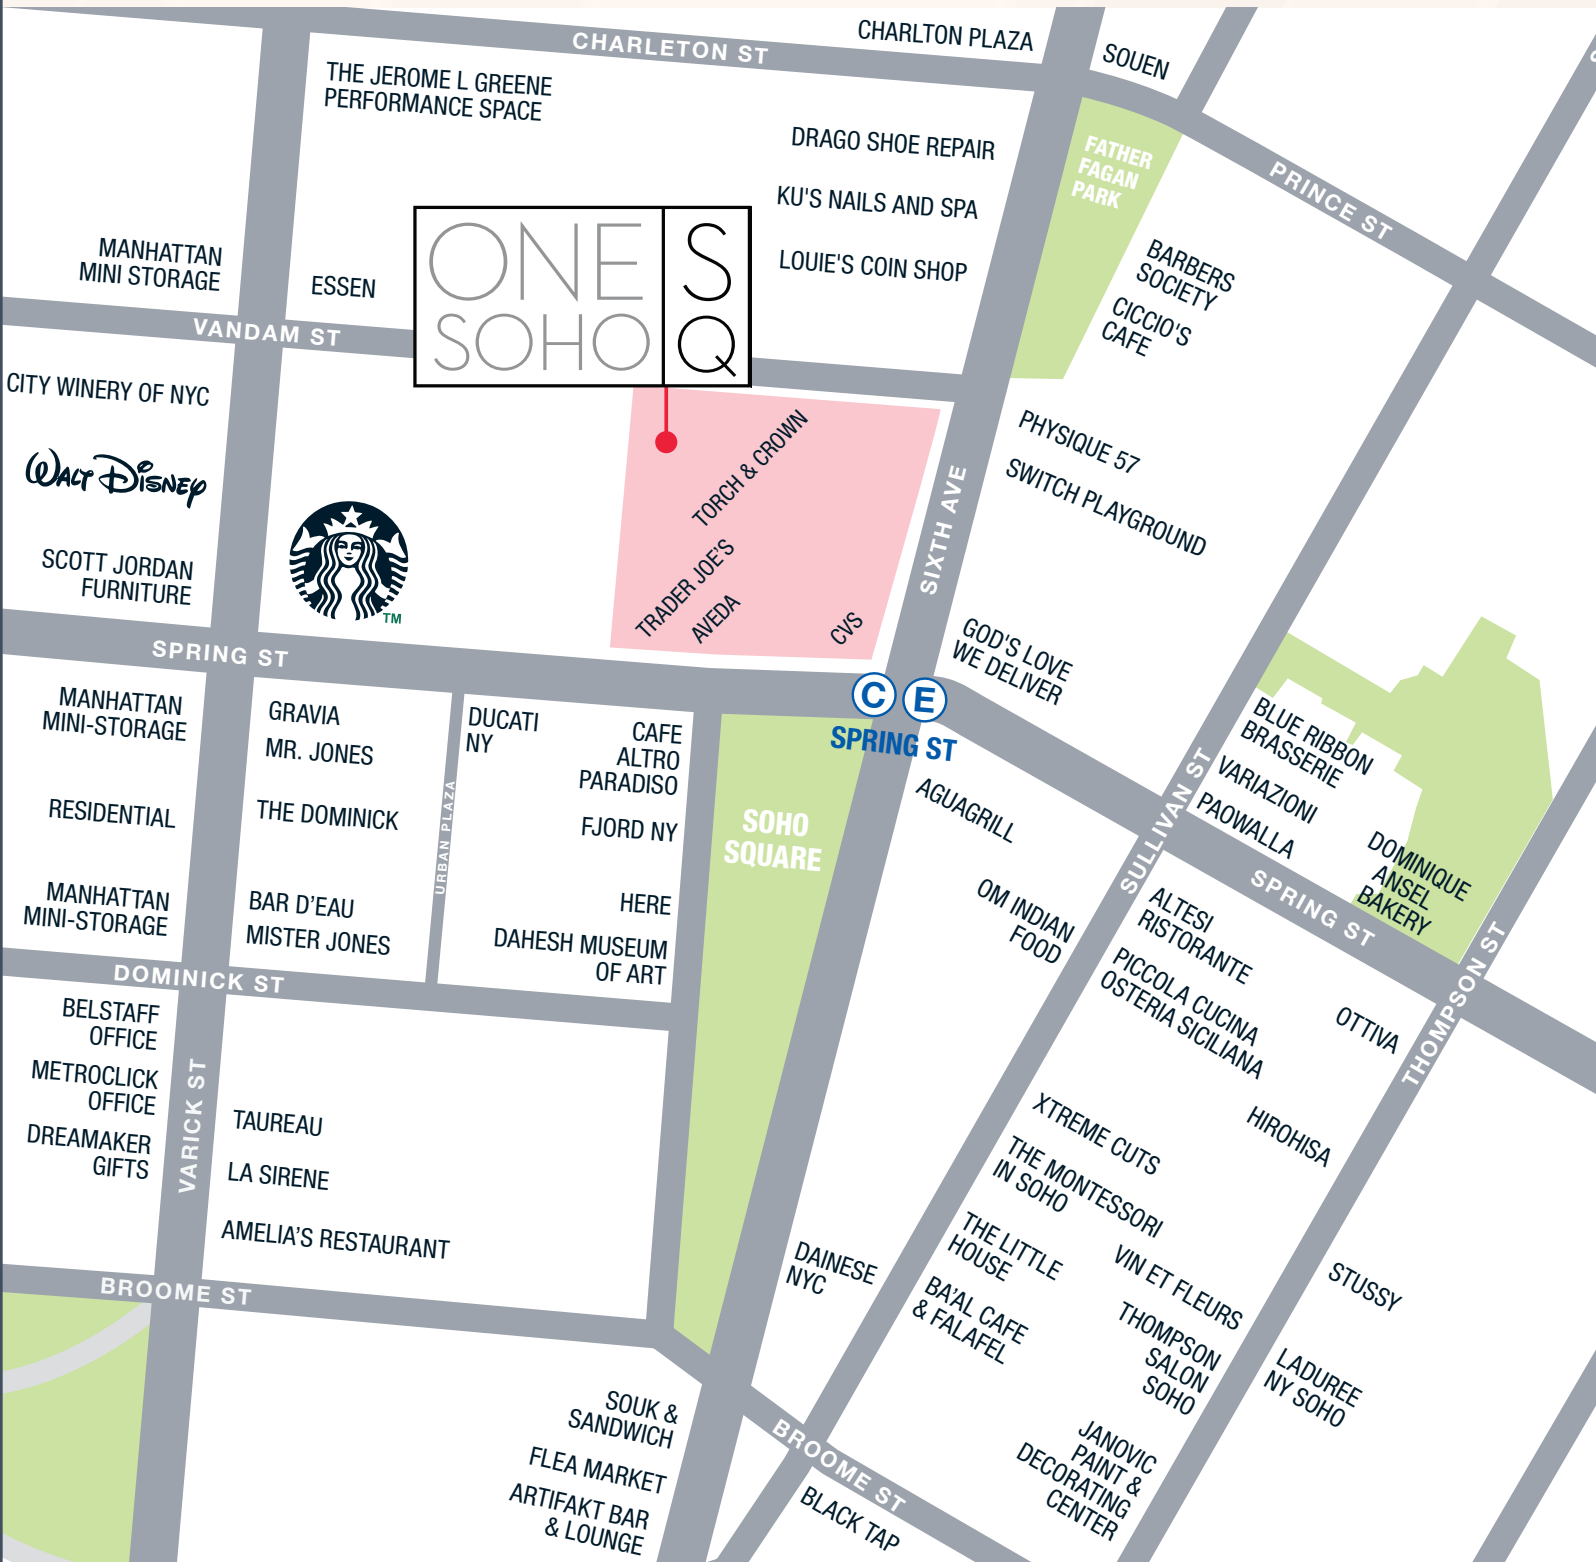 CHARLETON ST
CHARLTON PLAZA
SOUEN
THE JEROME L GREENE
PERFORMANCE SPACE
DRAGO SHOE REPAIR
KU'S NAILS AND SPA
LOUIE'S COIN SHOP
FATHER
FAGAN
PARK
PRINCE ST
MANHATTAN
MINI STORAGE
ESSEN
ONE
SOHO
S
Q
BARBERS
SOCIETY
CICCIO'S
CAFE
VANDAM ST
CITY WINERY OF NYC
WALT DISNEY
SCOTT JORDAN
FURNITURE
TM
TORCH & CROWN
TRADER JOE'S
AVEDA
CVS
SIXTH AVE
PHYSIQUE 57
SWITCH PLAYGROUND
GOD'S LOVE
WE DELIVER
SPRING ST
C
E
SPRING ST
MANHATTAN
MINI-STORAGE
RESIDENTIAL
MANHATTAN
MINI-STORAGE
GRAVIA
MR. JONES
THE DOMINICK
BAR D'EAU
MISTER JONES
URBAN PLAZA
DUCATI
NY
CAFE
ALTRO
PARADISO
FJORD NY
HERE
DAHESH MUSEUM
OF ART
SOHO
SQUARE
AGUAGRILL
OM INDIAN
FOOD
SULLIVAN ST
BLUE RIBBON
BRASSERIE
VARIAZIONI
PAOWALLA
DOMINIQUE
ANSEL
BAKERY
SPRING ST
THOMPSON ST
ALTESI
RISTORANTE
PICCOLA CUCINA
OSTERIA SICILIANA
OTTIVA
HIROHISA
DOMINICK ST
BELSTAFF
OFFICE
METROCLICK
OFFICE
DREAMAKER
GIFTS
VARICK ST
TAUREAU
LA SIRENE
AMELIA'S RESTAURANT
BROOME ST
XTREME CUTS
THE MONTESSORI
IN SOHO
THE LITTLE
HOUSE
BA'AL CAFE
& FALAFEL
VIN ET FLEURS
THOMPSON
SALON
SOHO
JANOVIC
PAINT &
DECORATING
CENTER
STUSSY
LADUREE
NY SOHO
DAINESE
NYC
SOUK &
SANDWICH
FLEA MARKET
ARTIFAKT BAR
& LOUNGE
BROOME ST
BLACK TAP